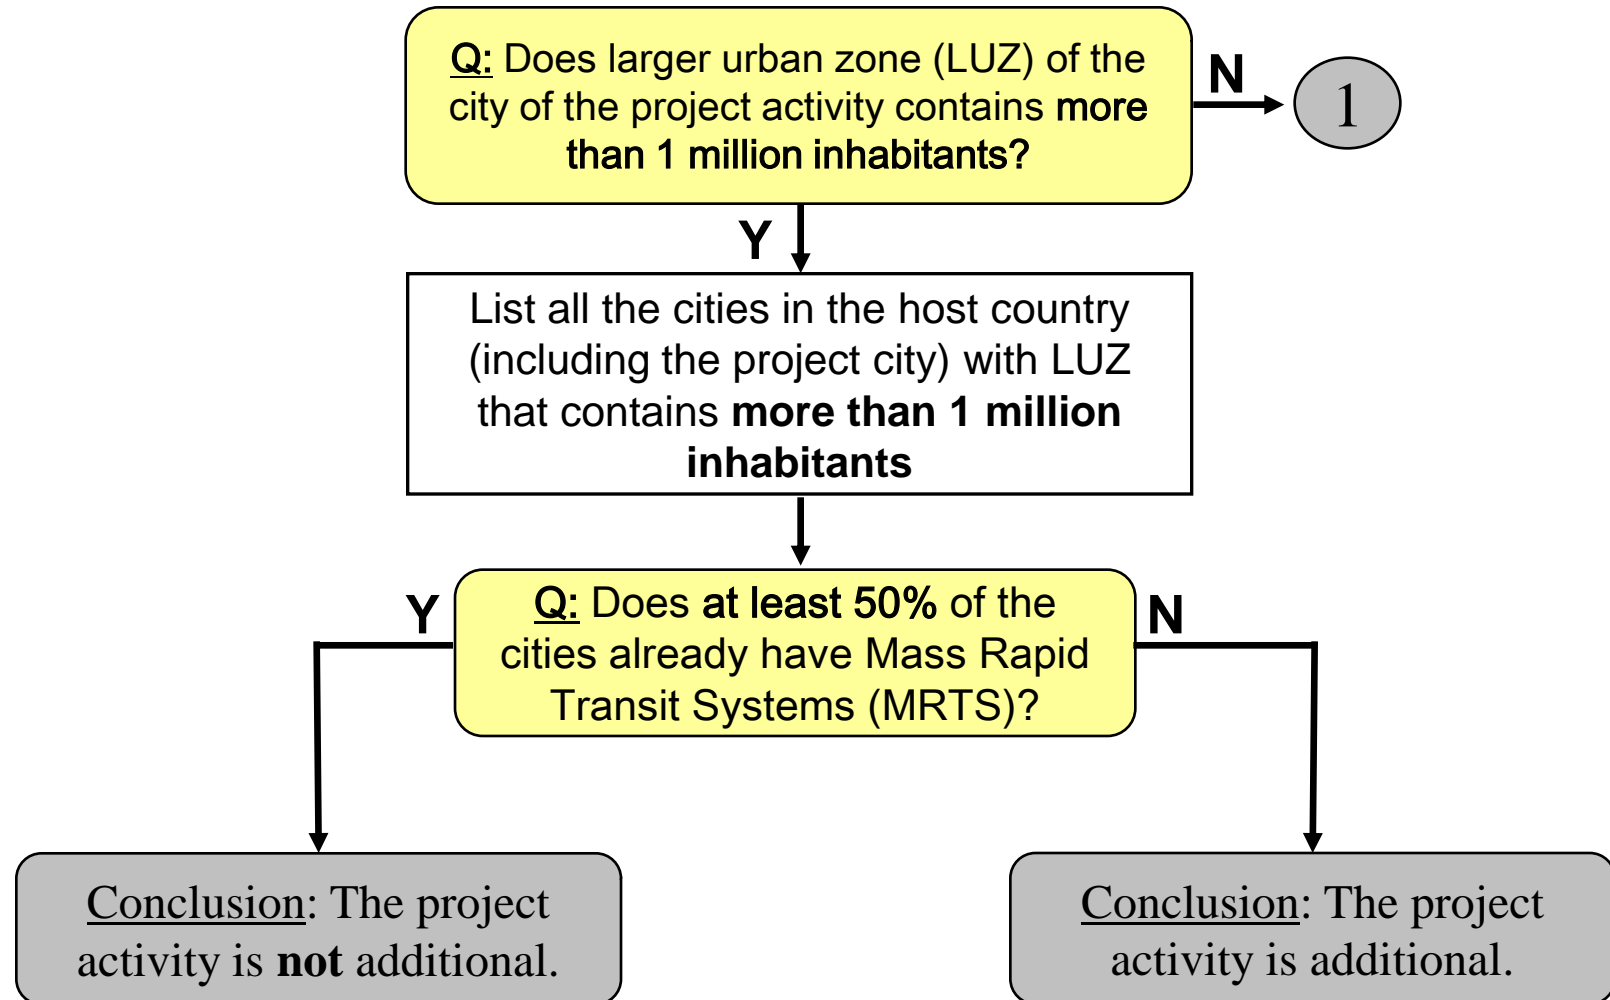 Q: Does larger urban zone (LUZ) of the
city of the project activity contains more
than 1 million inhabitants?
N
1
Y
List all the cities in the host country
(including the project city) with LUZ
that contains more than 1 million
inhabitants
Y
Q: Does at least 50% of the
cities already have Mass Rapid
Transit Systems (MRTS)?
N
Conclusion: The project
activity is not additional.
Conclusion: The project
activity is additional.